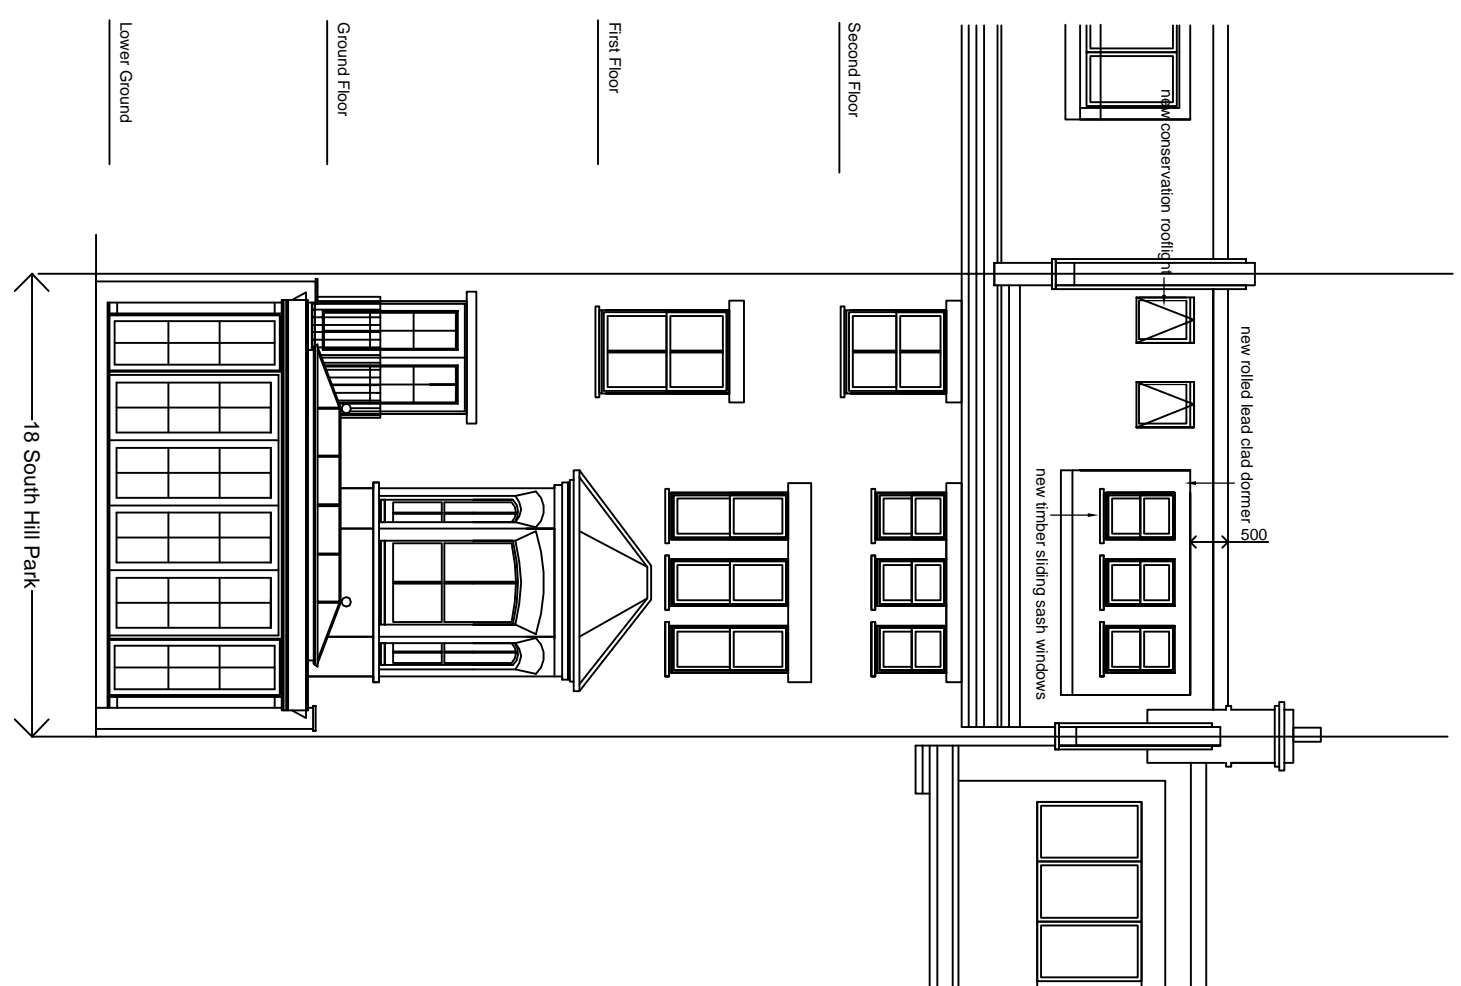 Lower Ground
Ground Floor
First Floor
Second Floor
new conservation rooflight
new rolled lead clad dormer
500
new timber sliding sash windows
18 South Hill Park